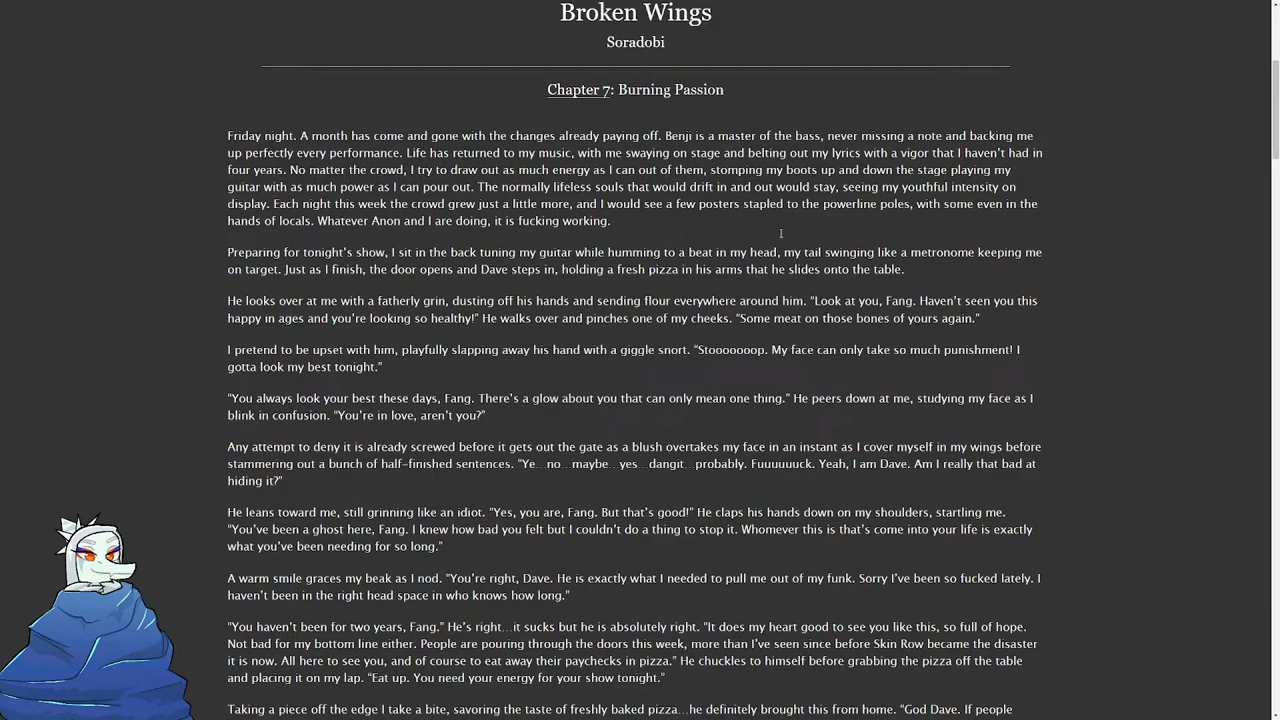 Broken Wings
Soradobi
Chapter 7: Burning Passion
Friday night. A month has come and gone with the changes already paying off. Benji is a master of the bass, never missing a note and backing me
up perfectly every performance. Life has returned to my music, with me swaying on stage and belting out my lyrics with a vigor that I haven’t had in
four years. No matter the crowd, I try to draw out as much energy as I can out of them, stomping my boots up and down the stage playing my
guitar with as much power as I can pour out. The normally lifeless souls that would drift in and out would stay, seeing my youthful intensity on
display. Each night this week the crowd grew just a little more, and I would see a few posters stapled to the powerline poles, with some even in the
hands of locals. Whatever Anon and I are doing, it is fucking working.
Preparing for tonight’s show, I sit in the back tuning my guitar while humming to a beat in my head, my tail swinging like a metronome keeping me
on target. Just as I finish, the door opens and Dave steps in, holding a fresh pizza in his arms that he slides onto the table.
He looks over at me with a fatherly grin, dusting off his hands and sending flour everywhere around him. “Look at you, Fang. Haven’t seen you this
happy in ages and you’re looking so healthy!” He walks over and pinches one of my cheeks. “Some meat on those bones of yours again.”
I pretend to be upset with him, playfully slapping away his hand with a giggle snort. “Stooooooop. My face can only take so much punishment! I
gotta look my best tonight.”
“You always look your best these days, Fang. There’s a glow about you that can only mean one thing.” He peers down at me, studying my face as I
blink in confusion. “You’re in love, aren’t you?”
Any attempt to deny it is already screwed before it gets out the gate as a blush overtakes my face in an instant as I cover myself in my wings before
stammering out a bunch of half-finished sentences. “Ye…no…maybe…yes…dangit…probably. Fuuuuuuck. Yeah, I am Dave. Am I really that bad at
hiding it?”
He leans toward me, still grinning like an idiot. “Yes, you are, Fang. But that’s good!” He claps his hands down on my shoulders, startling me.
“You’ve been a ghost here, Fang. I knew how bad you felt but I couldn’t do a thing to stop it. Whomever this is that’s come into your life is exactly
what you’ve been needing for so long.”
A warm smile graces my beak as I nod. “You’re right, Dave. He is exactly what I needed to pull me out of my funk. Sorry I’ve been so fucked lately. I
haven’t been in the right head space in who knows how long.”
“You haven’t been for two years, Fang.” He’s right…it sucks but he is absolutely right. “It does my heart good to see you like this, so full of hope.
Not bad for my bottom line either. People are pouring through the doors this week, more than I’ve seen since before Skin Row became the disaster
it is now. All here to see you, and of course to eat away their paychecks in pizza.” He chuckles to himself before grabbing the pizza off the table
and placing it on my lap. “Eat up. You need your energy for your show tonight.”
Taking a piece off the edge I take a bite, savoring the taste of freshly baked pizza…he definitely brought this from home. “God Dave. If people